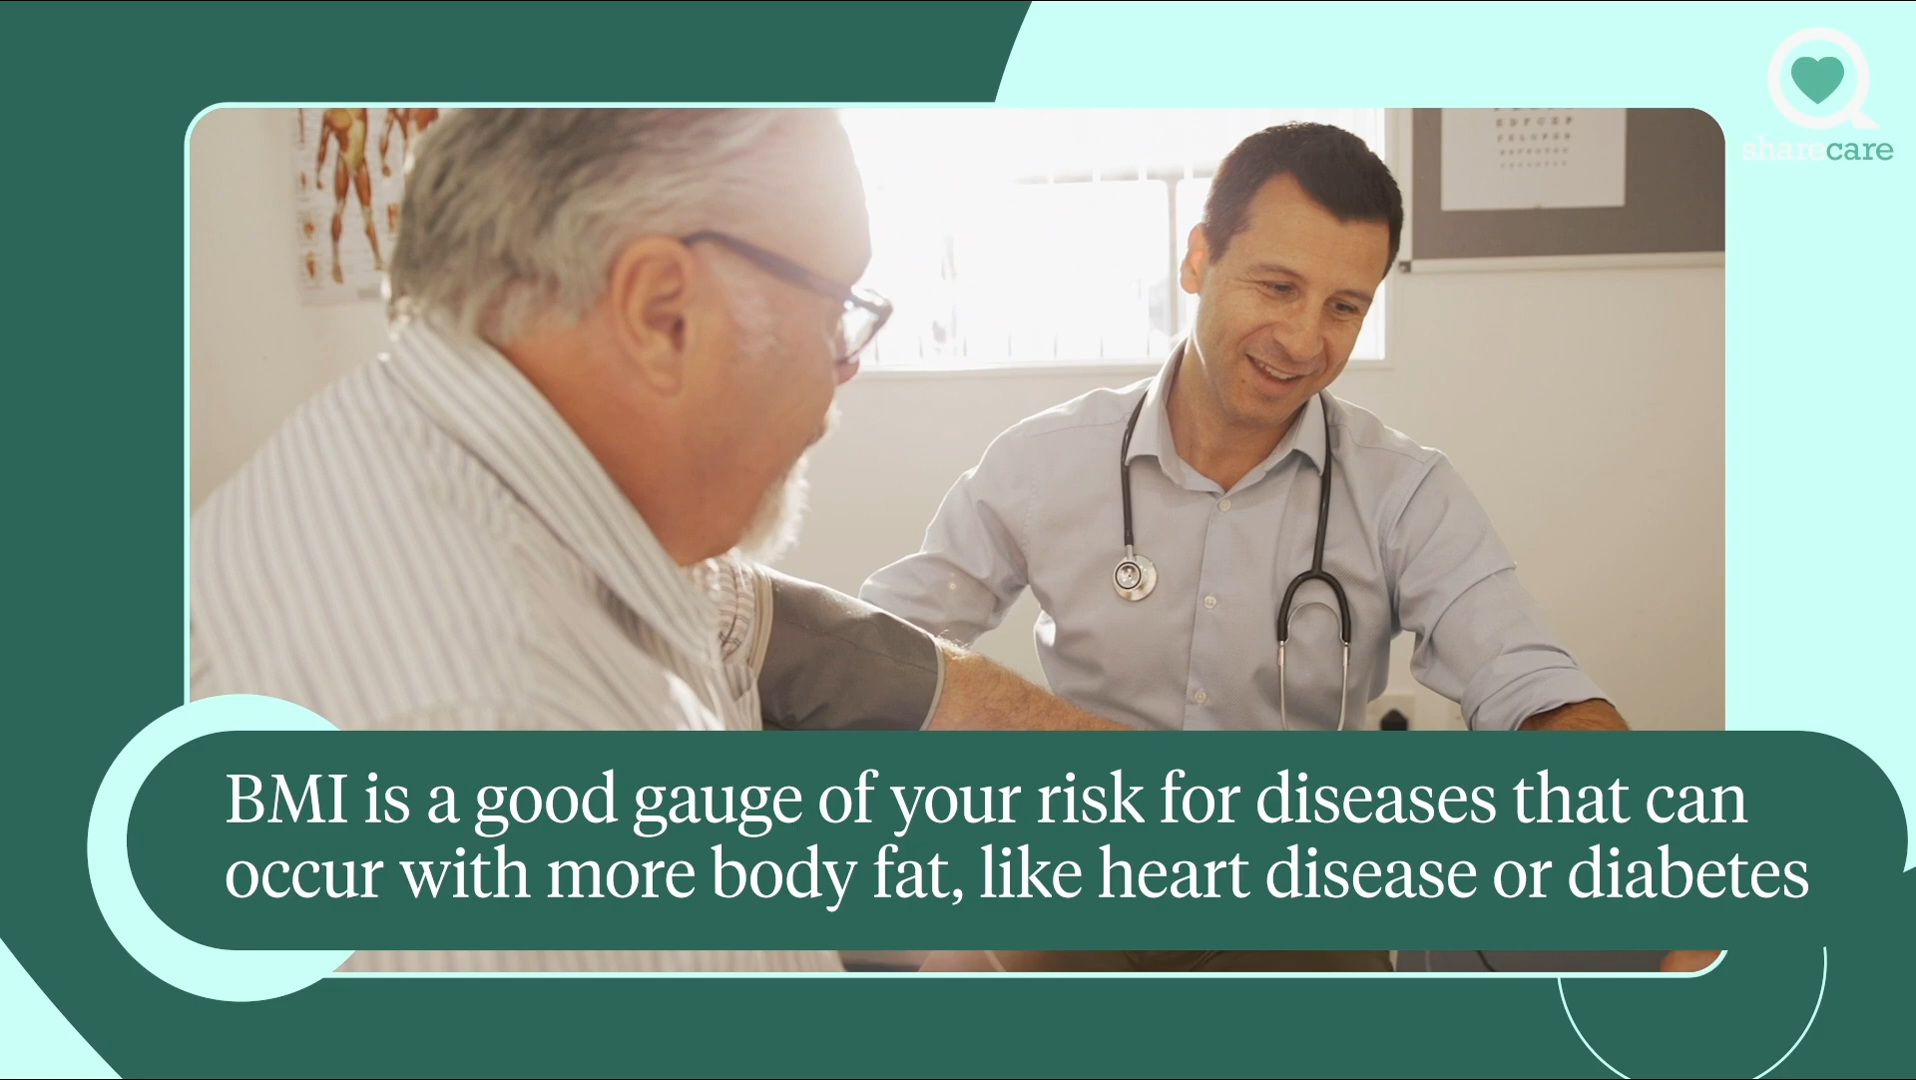 sharecare
BMI is a good gauge of your risk for diseases that can
occur with more body fat, like heart disease or diabetes